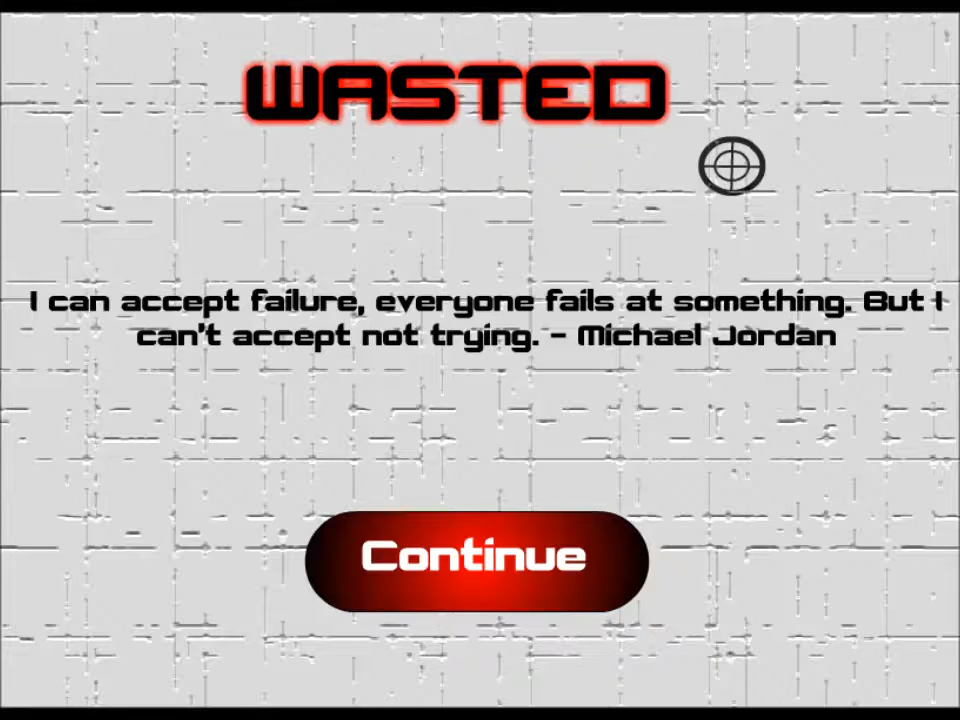 WASTED
I can accept failure, everyone fails at something. But I
can't accept not trying. - Michael Jordan
Continue